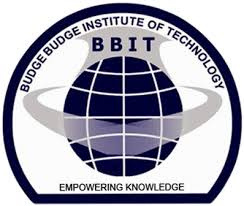 BUDGE BUDGE INSTITUTE OF TECHNOLOGY
BBIT
EMPOWERING KNOWLEDGE